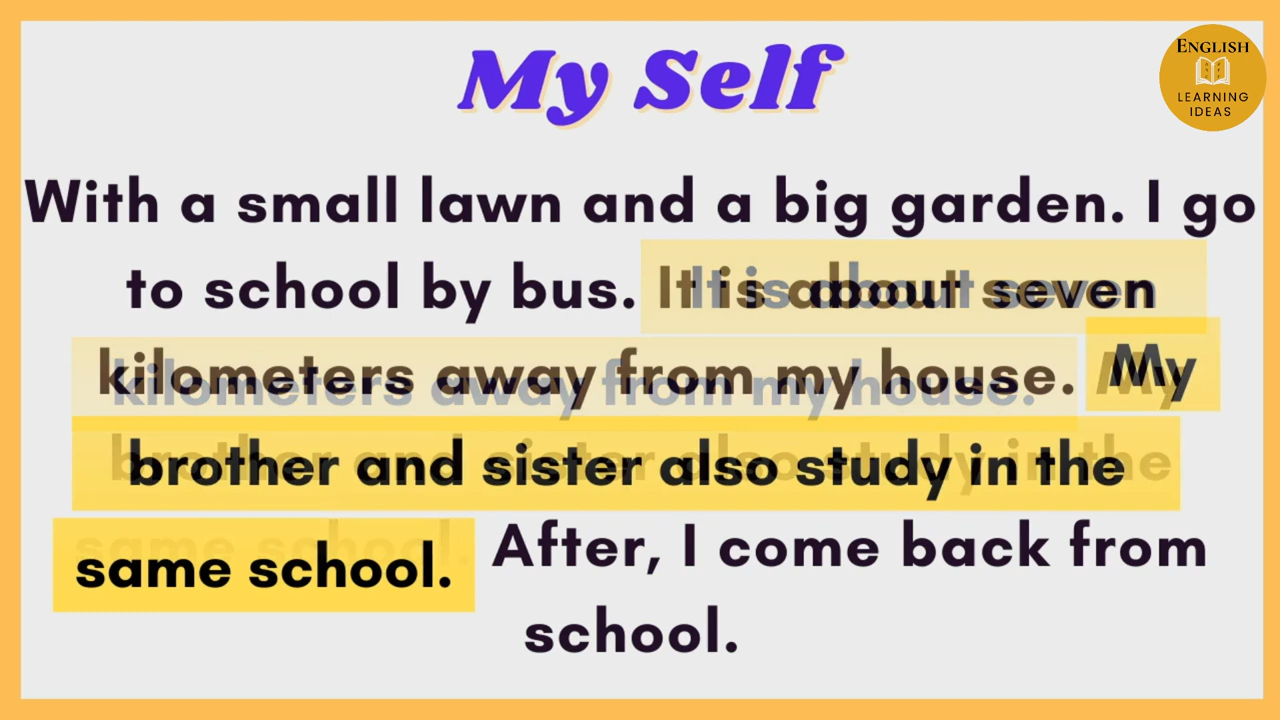 My Self
ENGLISH
LEARNING
IDEAS
With a small lawn and a big garden. I go
to school by bus. It is about seven
kilometers away from my house. My
brother and sister also study in the
same school. After, I come back from
school.